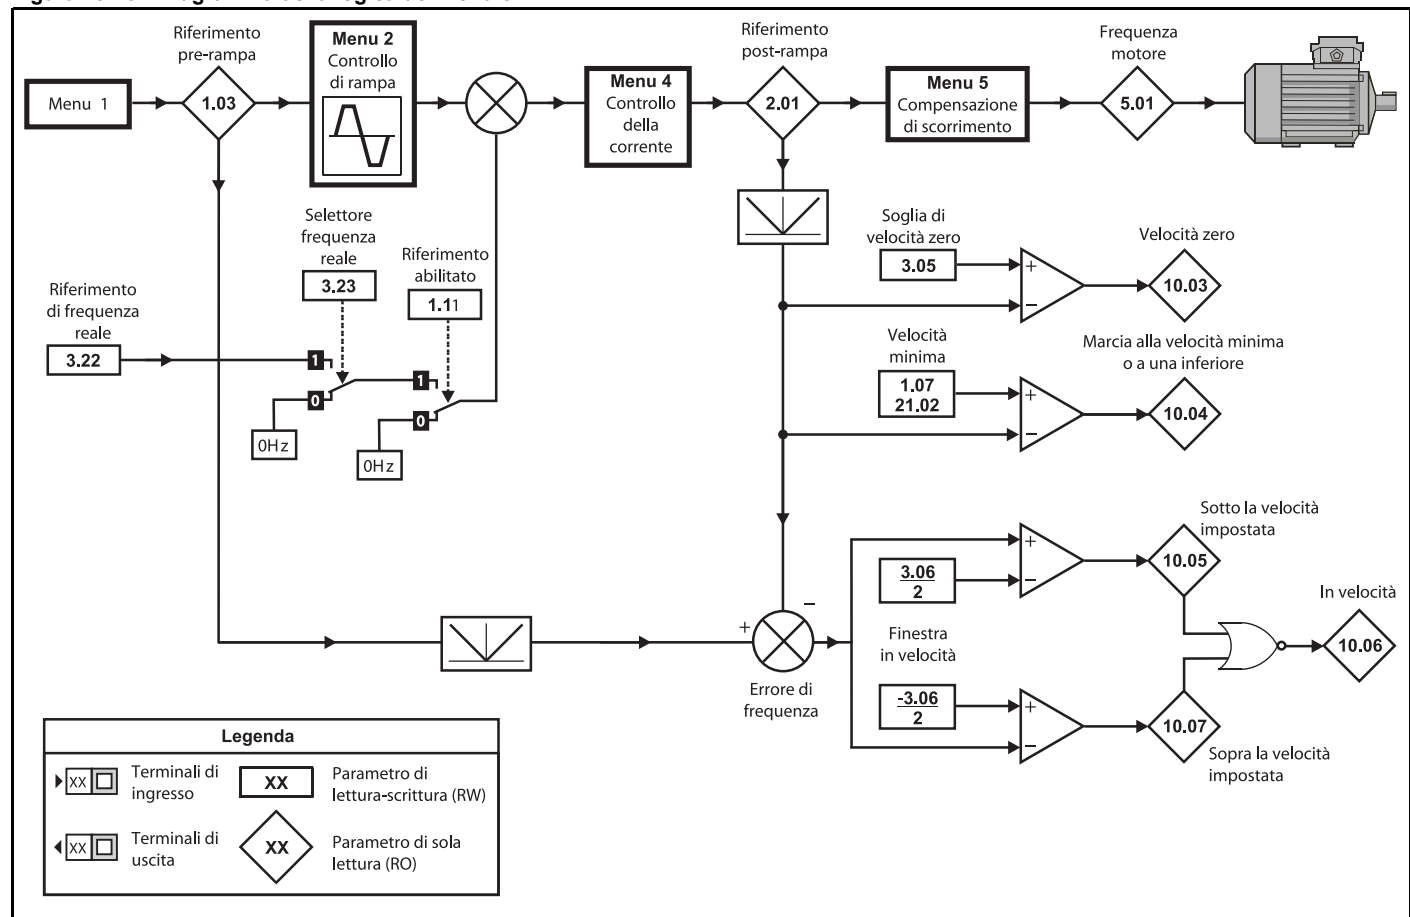 Menu 1
Riferimento
pre-rampa
1.03
Menu 2
Controllo
di rampa
Menu 4
Controllo
della
corrente
Riferimento
post-rampa
2.01
Menu 5
Compensazione
di scorrimento
Frequenza
motore
5.01
Selettore
frequenza
reale
3.23
Riferimento
abilitato
1.11
Riferimento
di frequenza
reale
3.22
1
0
0Hz
1
0
0Hz
Soglia di
velocità zero
3.05
+
−
Velocità zero
10.03
Velocità
minima
1.07
21.02
+
−
Marcia alla velocità minima
o a una inferiore
10.04
+
−
Errore di
frequenza
3.06
2
+
−
Sotto la velocità
impostata
10.05
Finestra
in velocità
-3.06
2
+
−
10.07
Sopra la velocità
impostata
In velocità
10.06
Legenda
XX
Terminali di
ingresso
XX
Parametro di
lettura-scrittura (RW)
XX
Terminali di
uscita
XX
Parametro di sola
lettura (RO)